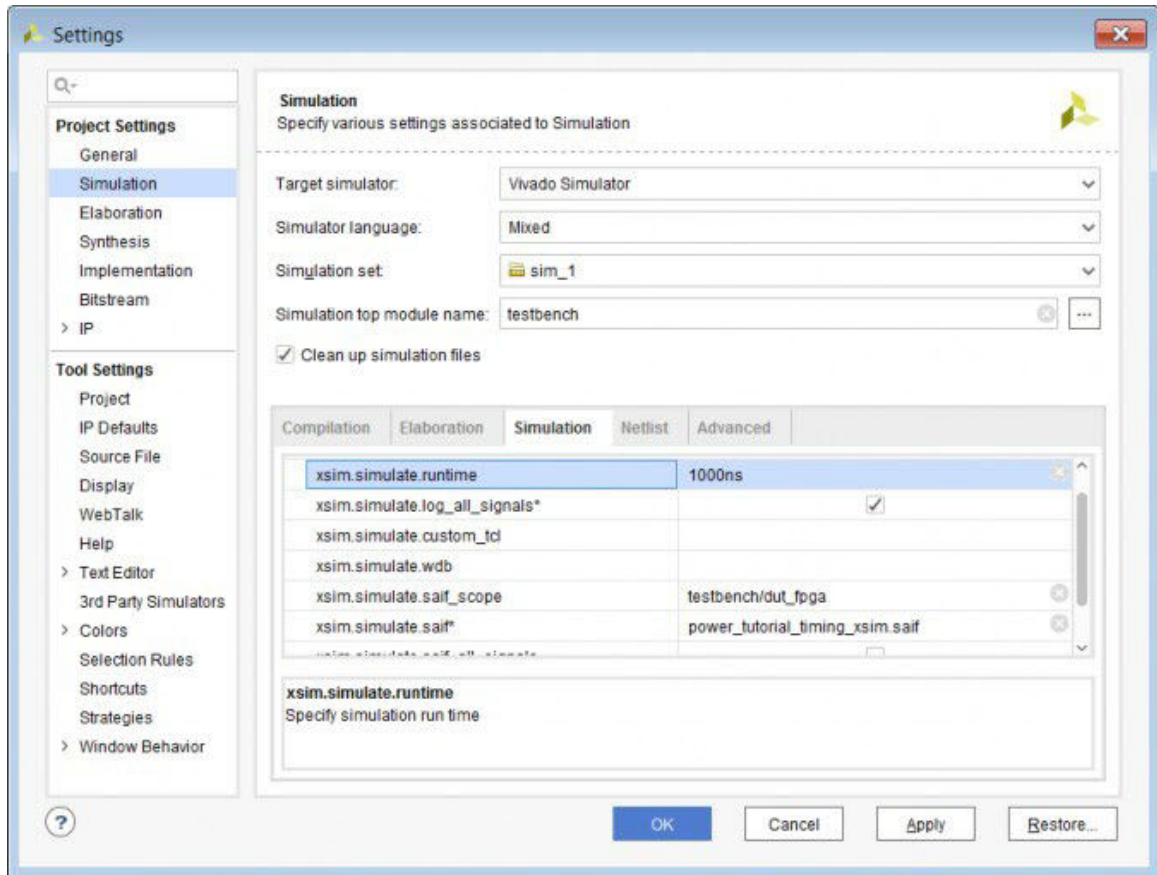 Settings
Project Settings
General
Simulation
Elaboration
Synthesis
Implementation
Bitstream
> IP
Tool Settings
Project
IP Defaults
Source File
Display
WebTalk
Help
> Text Editor
3rd Party Simulators
> Colors
Selection Rules
Shortcuts
Strategies
> Window Behavior
Simulation
Specify various settings associated to Simulation
Target simulator: Vivado Simulator
Simulator language: Mixed
Simulation set: sim_1
Simulation top module name: testbench ...
Clean up simulation files
Compilation Elaboration Simulation Netlist Advanced
xsim.simulate.runtime 1000ns
xsim.simulate.log_all_signals*
xsim.simulate.custom_tcl
xsim.simulate.wdb
xsim.simulate.saif_scope testbench/dut_fpga
xsim.simulate.saif* power_tutorial_timing_xsim.saif
xsim.simulate.saif_all_signals
xsim.simulate.runtime
Specify simulation run time
? OK Cancel Apply Restore...